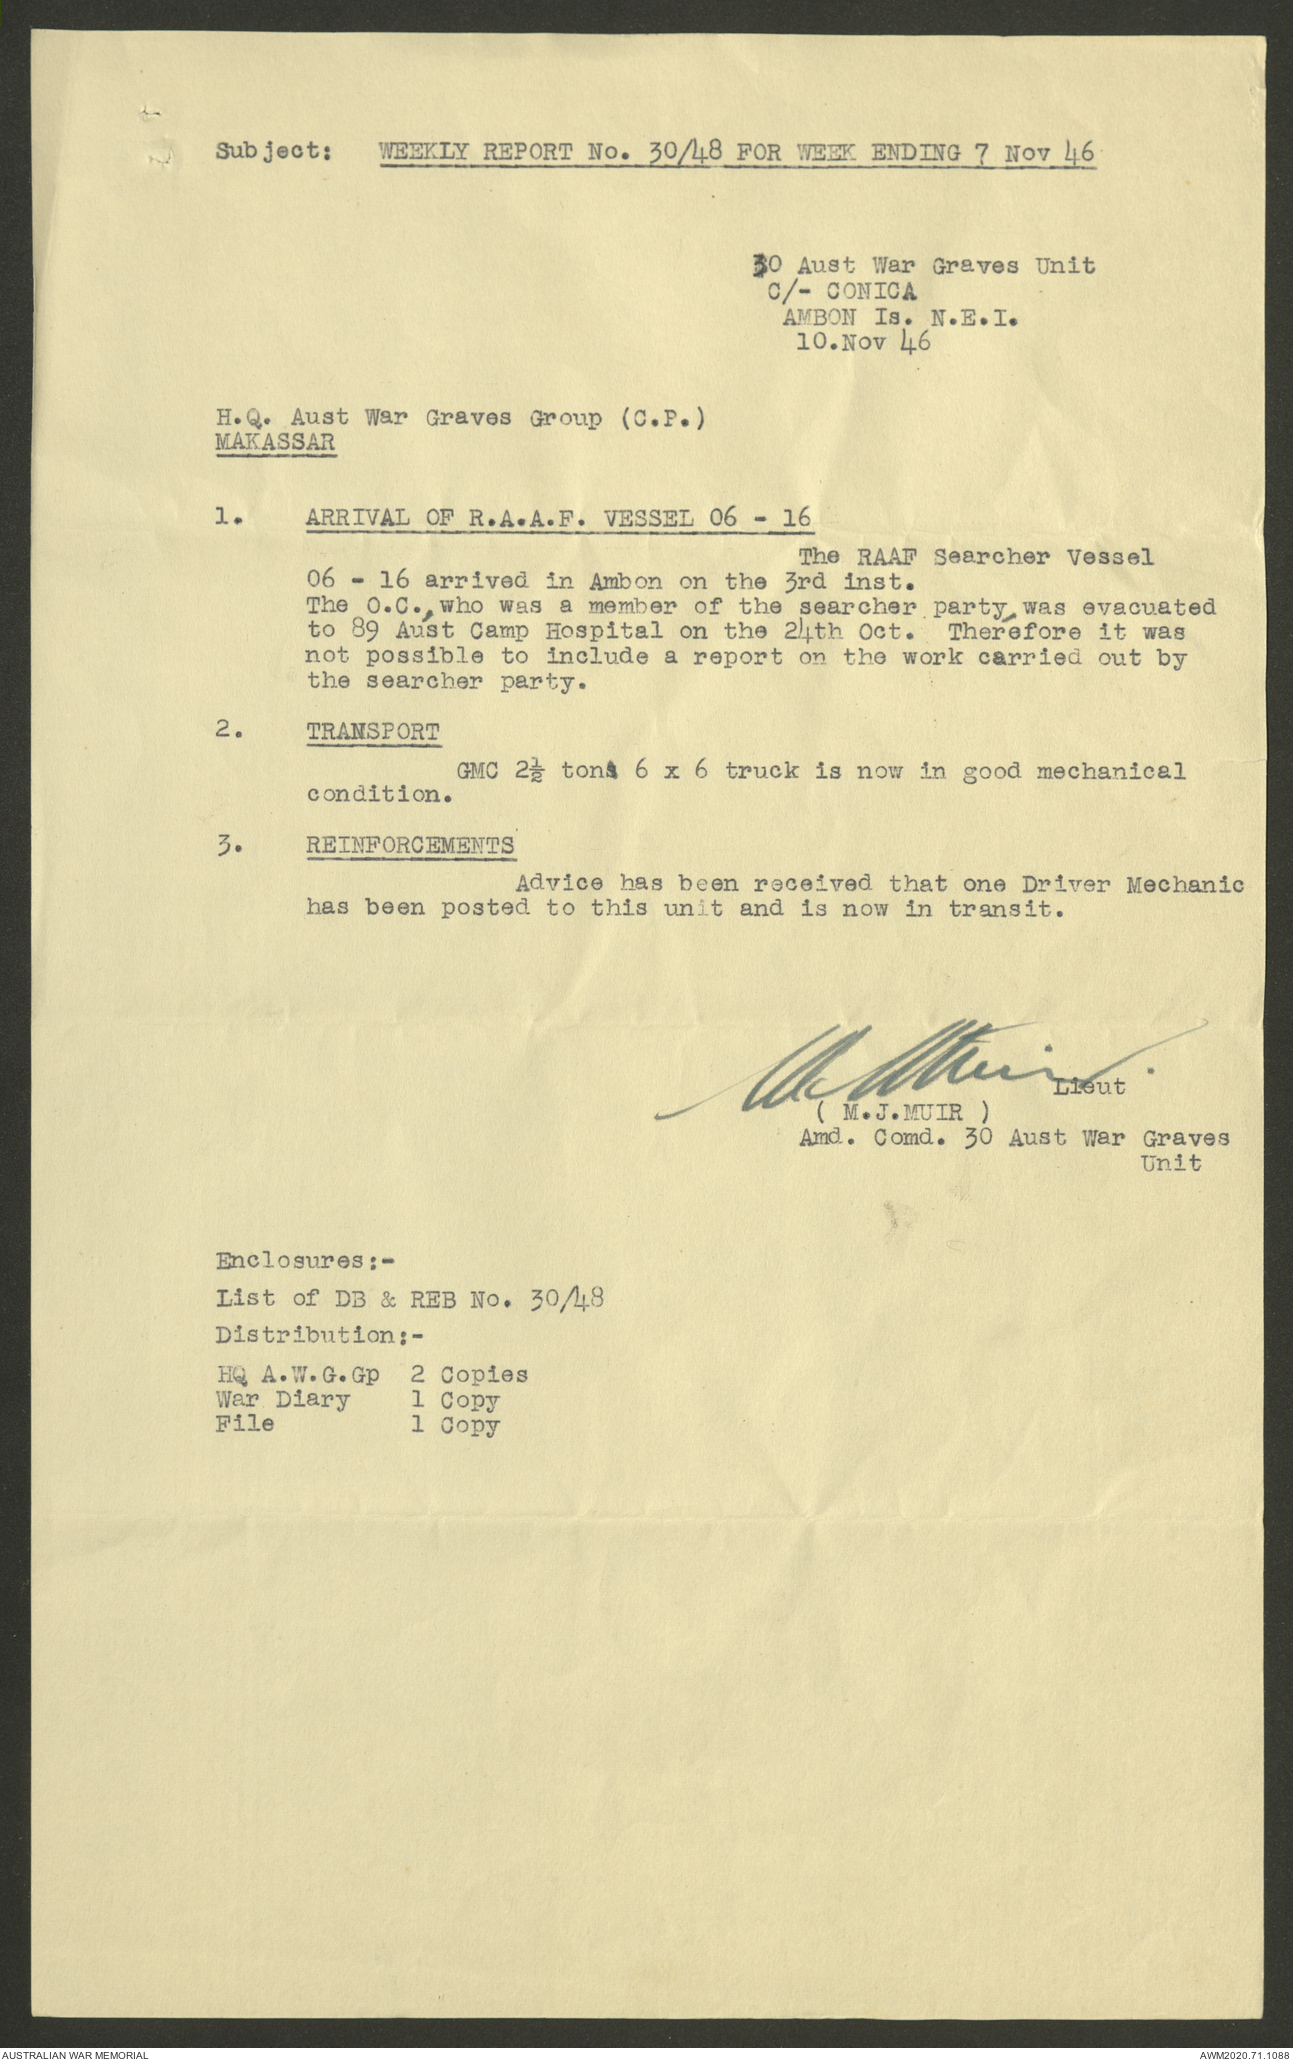 Subject: WEEKLY REPORT No. 30/48 FOR WEEK ENDING 7 Nov 46
30 Aust War Graves Unit
C/- CONICA
AMBON Is. N.E.I.
10.Nov 46
H.Q. Aust War Graves Group (C.P.)
MAKASSAR
1. ARRIVAL OF R.A.A.F. VESSEL 06 - 16
The RAAF Searcher Vessel
06 - 16 arrived in Ambon on the 3rd inst.
The O.C., who was a member of the searcher party, was evacuated
to 89 Aust Camp Hospital on the 24th Oct. Therefore it was
not possible to include a report on the work carried out by
the searcher party.
2. TRANSPORT
GMC 2½ ton 6 x 6 truck is now in good mechanical
condition.
3. REINFORCEMENTS
Advice has been received that one Driver Mechanic
has been posted to this unit and is now in transit.
Lieut
( M.J.MUIR )
Amd. Comd. 30 Aust War Graves
Unit
Enclosures:-
List of DB & REB No. 30/48
Distribution:-
HQ A.W.G.Gp 2 Copies
War Diary 1 Copy
File 1 Copy
AUSTRALIAN WAR MEMORIAL
AWM2020.71.1088